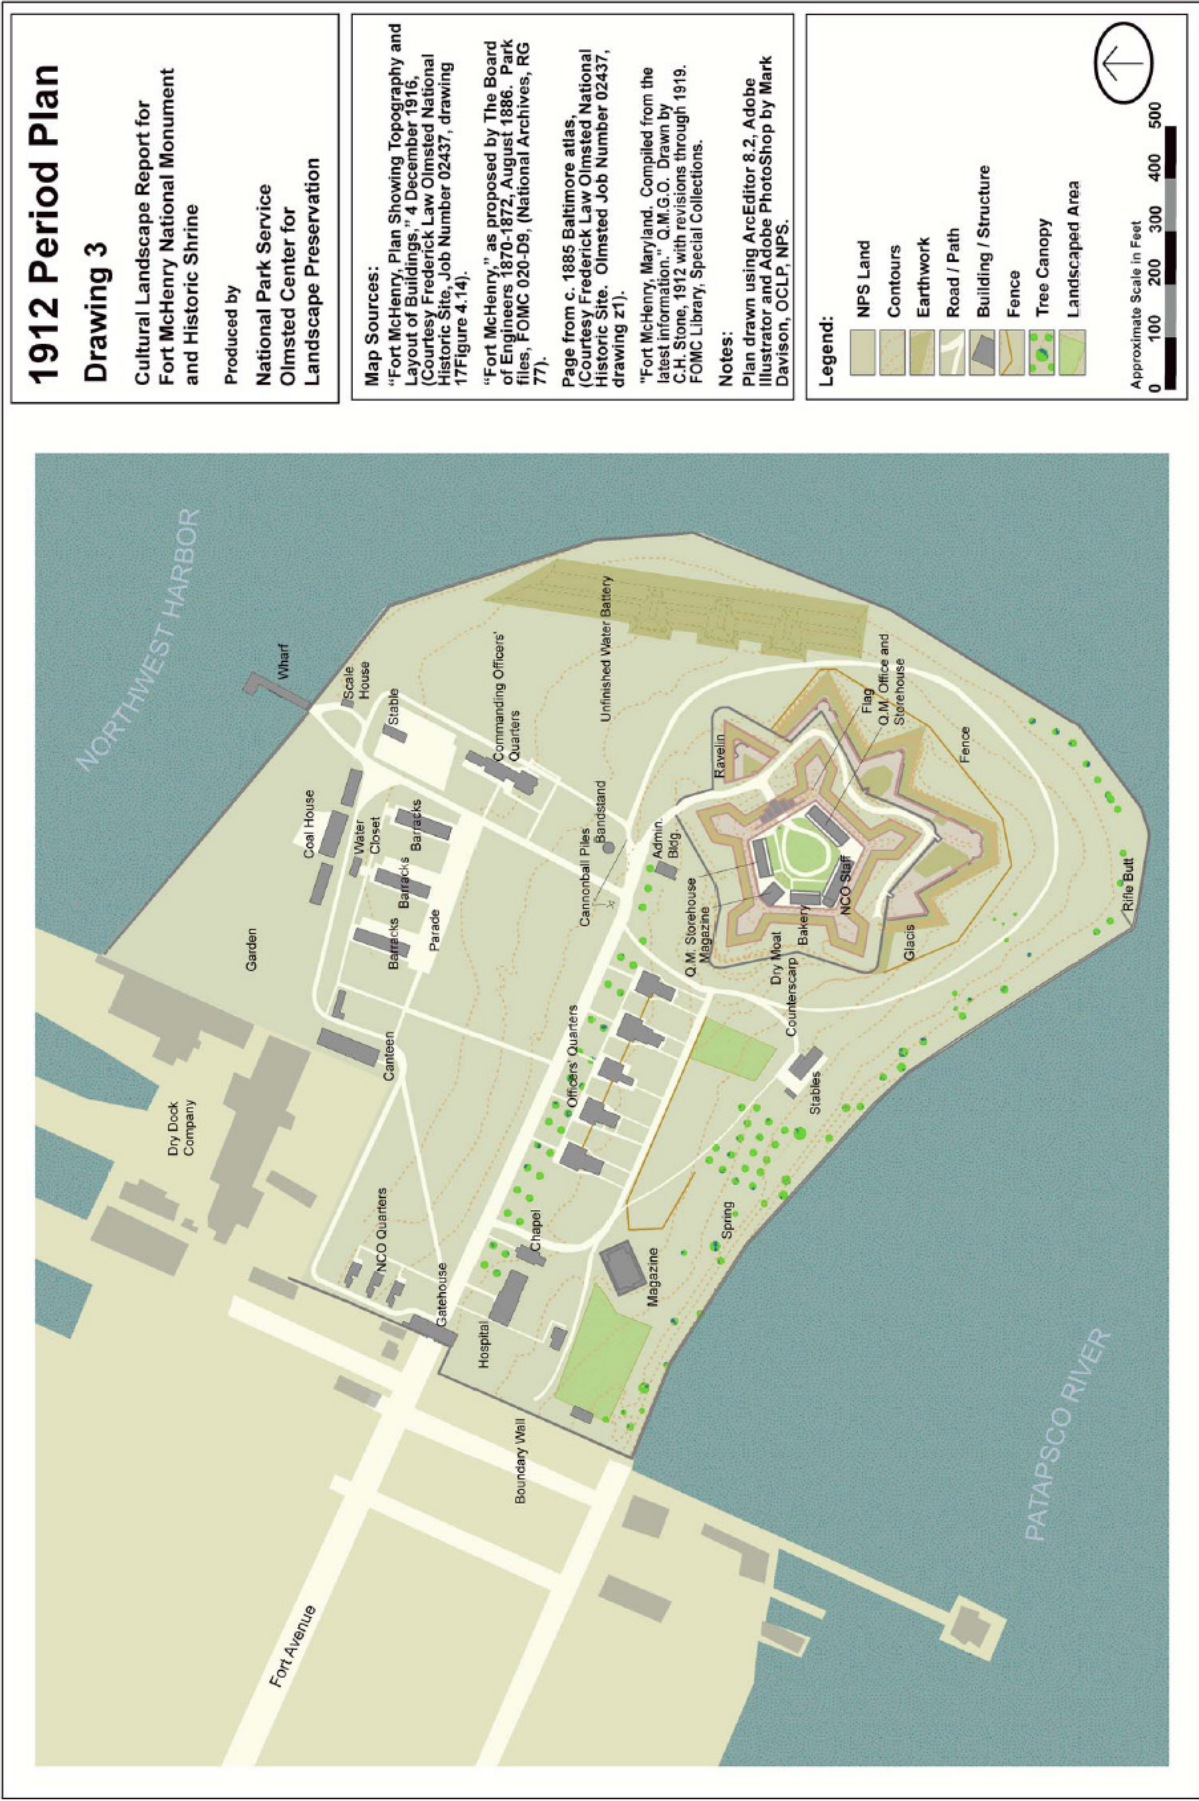 1912 Period Plan
Drawing 3
Cultural Landscape Report for
Fort McHenry National Monument
and Historic Shrine
Produced by
National Park Service
Olmsted Center for
Landscape Preservation
Map Sources:
"Fort McHenry, Plan Showing Topography and
Layout of Buildings," 4 December 1916,
(Courtesy Frederick Law Olmsted National
Historic Site, Job Number 02437, drawing
17Figure 4.14).
"Fort McHenry," as proposed by The Board
of Engineers 1870-1872, August 1886. Park
files, FOMC 020-D9, (National Archives, RG
77).
Page from c. 1885 Baltimore atlas,
(Courtesy Frederick Law Olmsted National
Historic Site. Olmsted Job Number 02437,
drawing z1).
"Fort McHenry, Maryland. Compiled from the
latest information." Q.M.G.O. Drawn by
C.H. Stone, 1912 with revisions through 1919.
FOMC Library, Special Collections.
Notes:
Plan drawn using ArcEditor 8.2, Adobe
Illustrator and Adobe PhotoShop by Mark
Davison, OCLP, NPS.
Legend:
NPS Land
Contours
Earthwork
Road / Path
Building / Structure
Fence
Tree Canopy
Landscaped Area
Approximate Scale in Feet
0 100 200 300 400 500
NORTHWEST HARBOR
Wharf
Scale
House
Stable
Coal House
Water
Closet
Barracks
Barracks
Barracks
Parade
Garden
Canteen
Commanding Officers'
Quarters
Unfinished Water Battery
Bandstand
Cannonball Piles
Admin.
Bldg.
Ravelin
Flag
Q.M. Office and
Storehouse
Fence
Q.M. Storehouse
Magazine
Bakery
NCO Staff
Dry Moat
Counterscarp
Glacis
Rifle Butt
Officers' Quarters
Stables
Dry Dock
Company
NCO Quarters
Gatehouse
Chapel
Hospital
Magazine
Spring
Boundary Wall
Fort Avenue
PATAPSCO RIVER